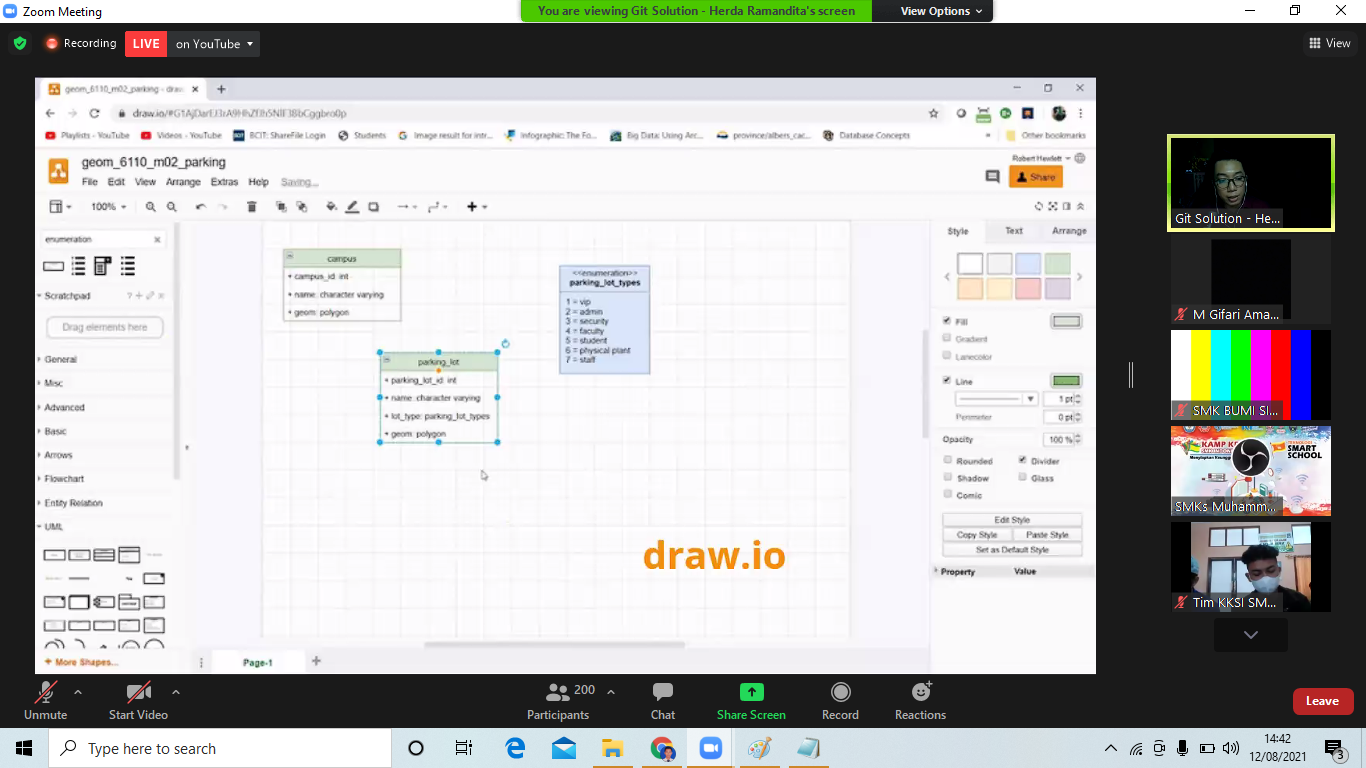 Zoom Meeting
You are viewing Git Solution - Herda Ramandita's screen
View Options
Recording
LIVE
on YouTube
View
geom_6110_m02_parking - draw.
Playlists - YouTube
Videos - YouTube
BCIT: ShareFile Login
Students
Image result for intr...
Infographic: The Fo...
Big Data: Using Arc...
province/albers_cac...
Database Concepts
»
Other bookmarks
geom_6110_m02_parking
Robert Hewlett
File
Edit
View
Arrange
Extras
Help
Saving...
Share
100%
enumeration
Scratchpad
Drag elements here
General
Misc
Advanced
Basic
Arrows
Flowchart
Entity Relation
UML
+ More Shapes...
campus
+ campus_id: int
+ name: character varying
+ geom: polygon
parking_lot
+ parking_lot_id: int
+ name: character varying
+ lot_type: parking_lot_types
+ geom: polygon
<<enumeration>>
parking_lot_types
1 = vip
2 = admin
3 = security
4 = faculty
5 = student
6 = physical plant
7 = staff
draw.io
Page-1
Style
Text
Arrange
Fill
Gradient
Line
1 pt
Perimeter
0 pt
Opacity
100 %
Rounded
Divider
Shadow
Glass
Comic
Edit Style
Copy Style
Paste Style
Set as Default Style
Property
Value
Git Solution - He...
M Gifari Ama...
SMK BUMI SI...
SMART
SCHOOL
SMKs Muhamm...
Tim KKSI SM...
Unmute
Start Video
200
Participants
Chat
Share Screen
Record
Reactions
Leave
Type here to search
14:42
12/08/2021
3